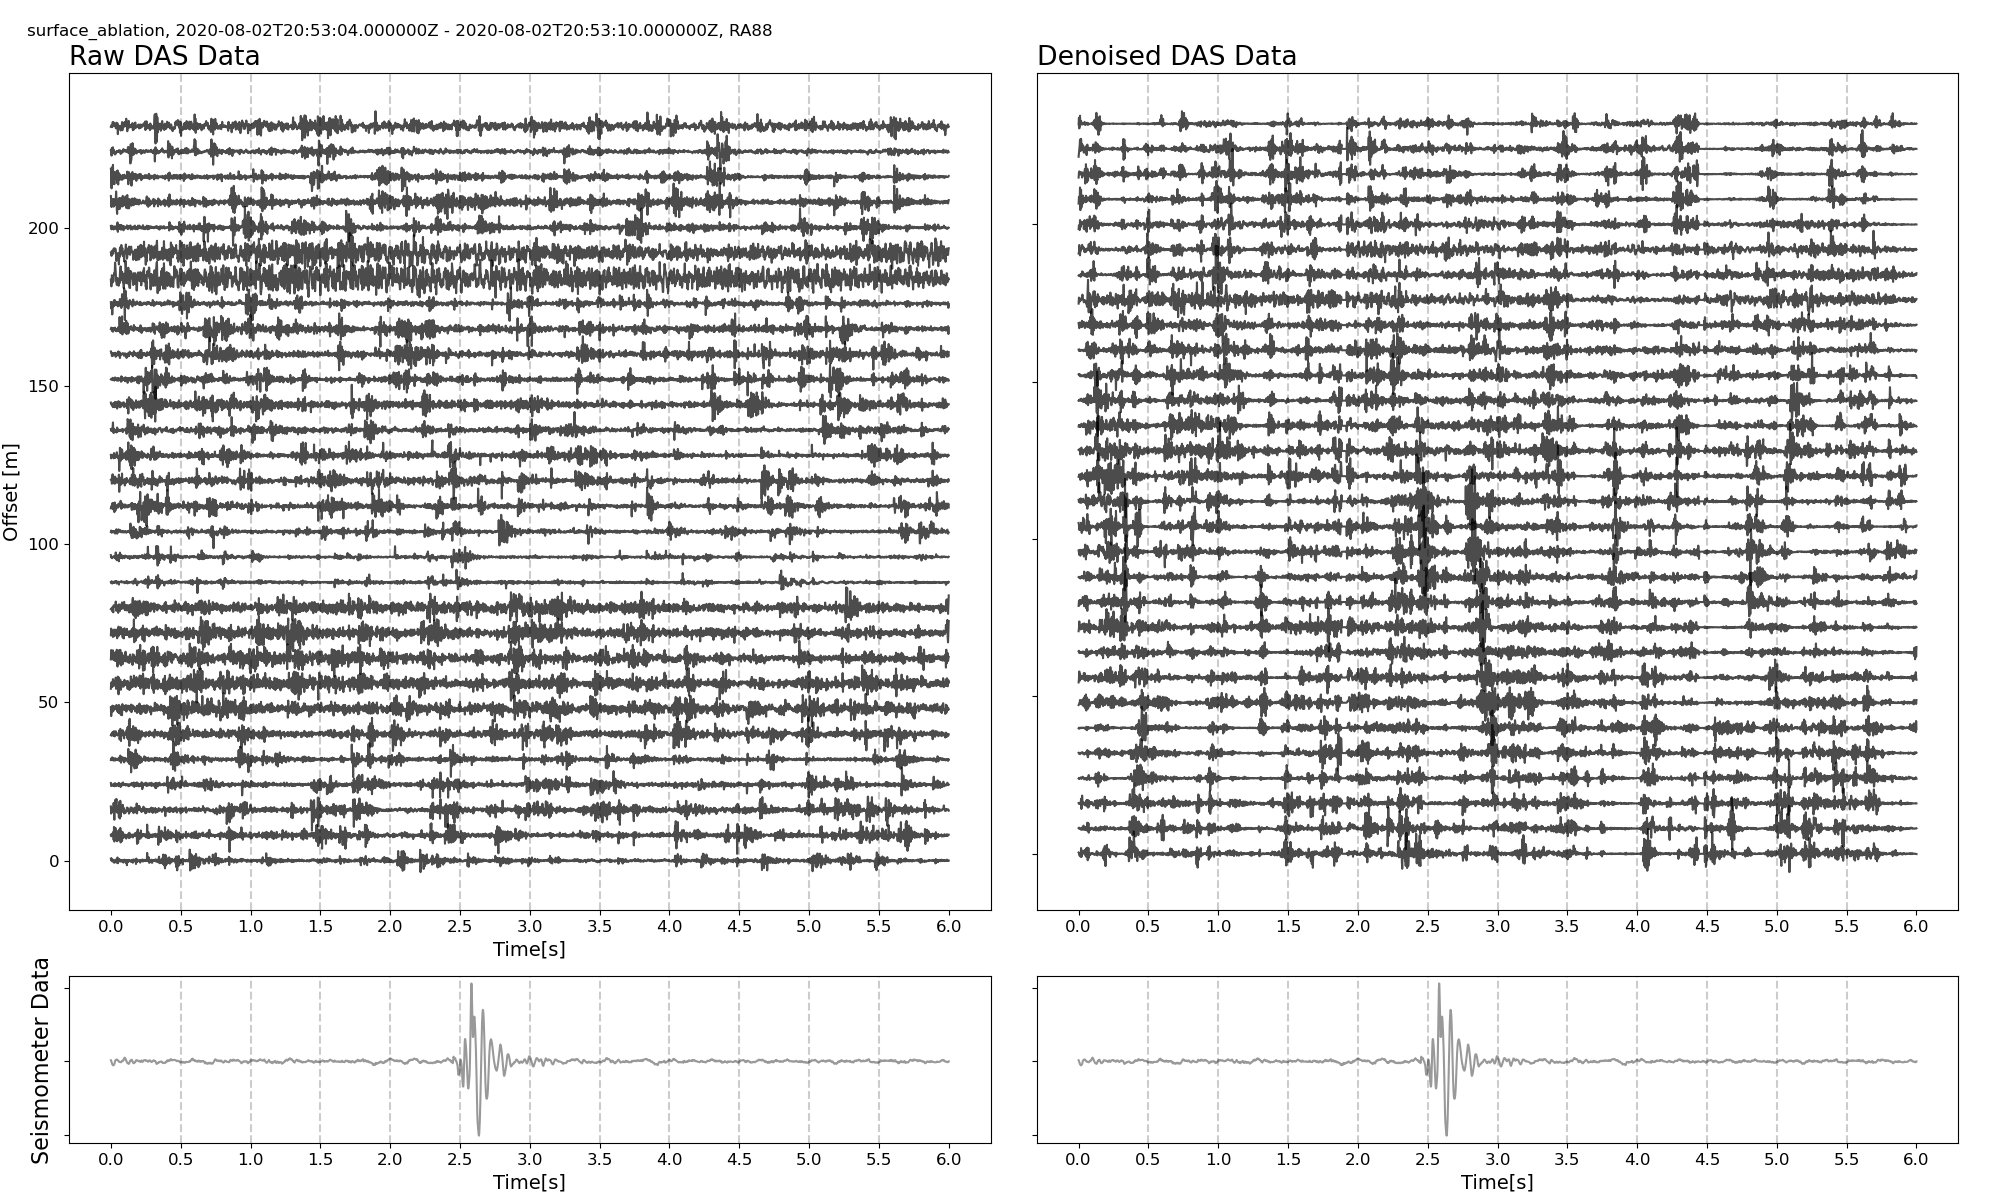 surface_ablation, 2020-08-02T20:53:04.000000Z - 2020-08-02T20:53:10.000000Z, RA88
Raw DAS Data
Denoised DAS Data
Offset [m]
200
150
100
50
0
0.0 0.5 1.0 1.5 2.0 2.5 3.0 3.5 4.0 4.5 5.0 5.5 6.0
Time[s]
0.0 0.5 1.0 1.5 2.0 2.5 3.0 3.5 4.0 4.5 5.0 5.5 6.0
Seismometer Data
0.0 0.5 1.0 1.5 2.0 2.5 3.0 3.5 4.0 4.5 5.0 5.5 6.0
Time[s]
0.0 0.5 1.0 1.5 2.0 2.5 3.0 3.5 4.0 4.5 5.0 5.5 6.0
Time[s]